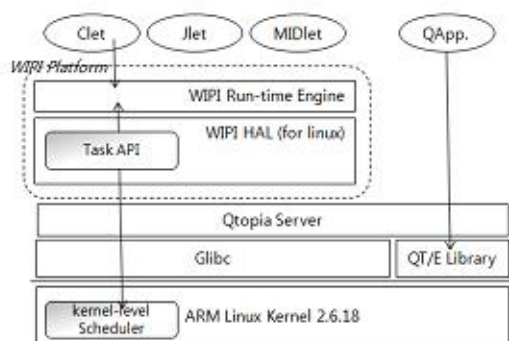 Clet
Jlet
MIDlet
QApp.
WIPI Platform
WIPI Run-time Engine
WIPI HAL (for linux)
Task API
Qtopia Server
Glibc
QT/E Library
kernel-level
Scheduler
ARM Linux Kernel 2.6.18